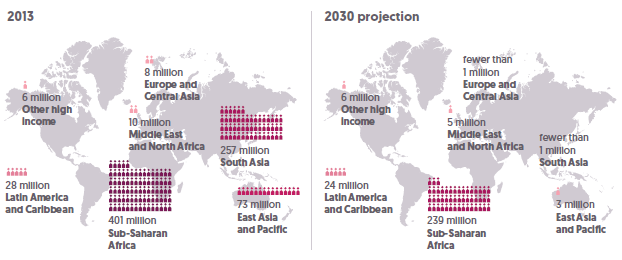 2013
8 million
Europe and
Central Asia
6 million
Other high
income
10 million
Middle East
and North Africa
257 million
South Asia
28 million
Latin America
and Caribbean
401 million
Sub-Saharan
Africa
73 million
East Asia
and Pacific
2030 projection
fewer than
1 million
Europe and
Central Asia
6 million
Other high
income
5 million
Middle East
and North Africa
fewer than
1 million
South Asia
24 million
Latin America
and Caribbean
239 million
Sub-Saharan
Africa
3 million
East Asia
and Pacific